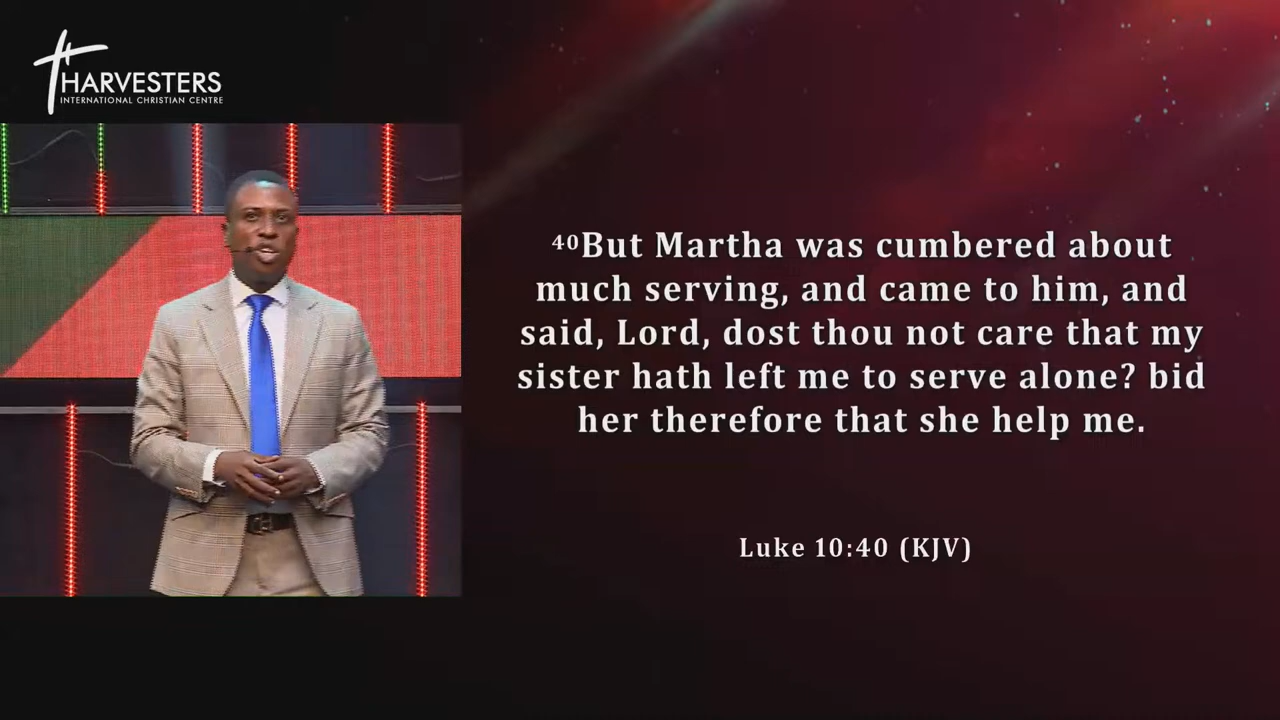 HARVESTERS
INTERNATIONAL CHRISTIAN CENTRE
40But Martha was cumbered about
much serving, and came to him, and
said, Lord, dost thou not care that my
sister hath left me to serve alone? bid
her therefore that she help me.
Luke 10:40 (KJV)